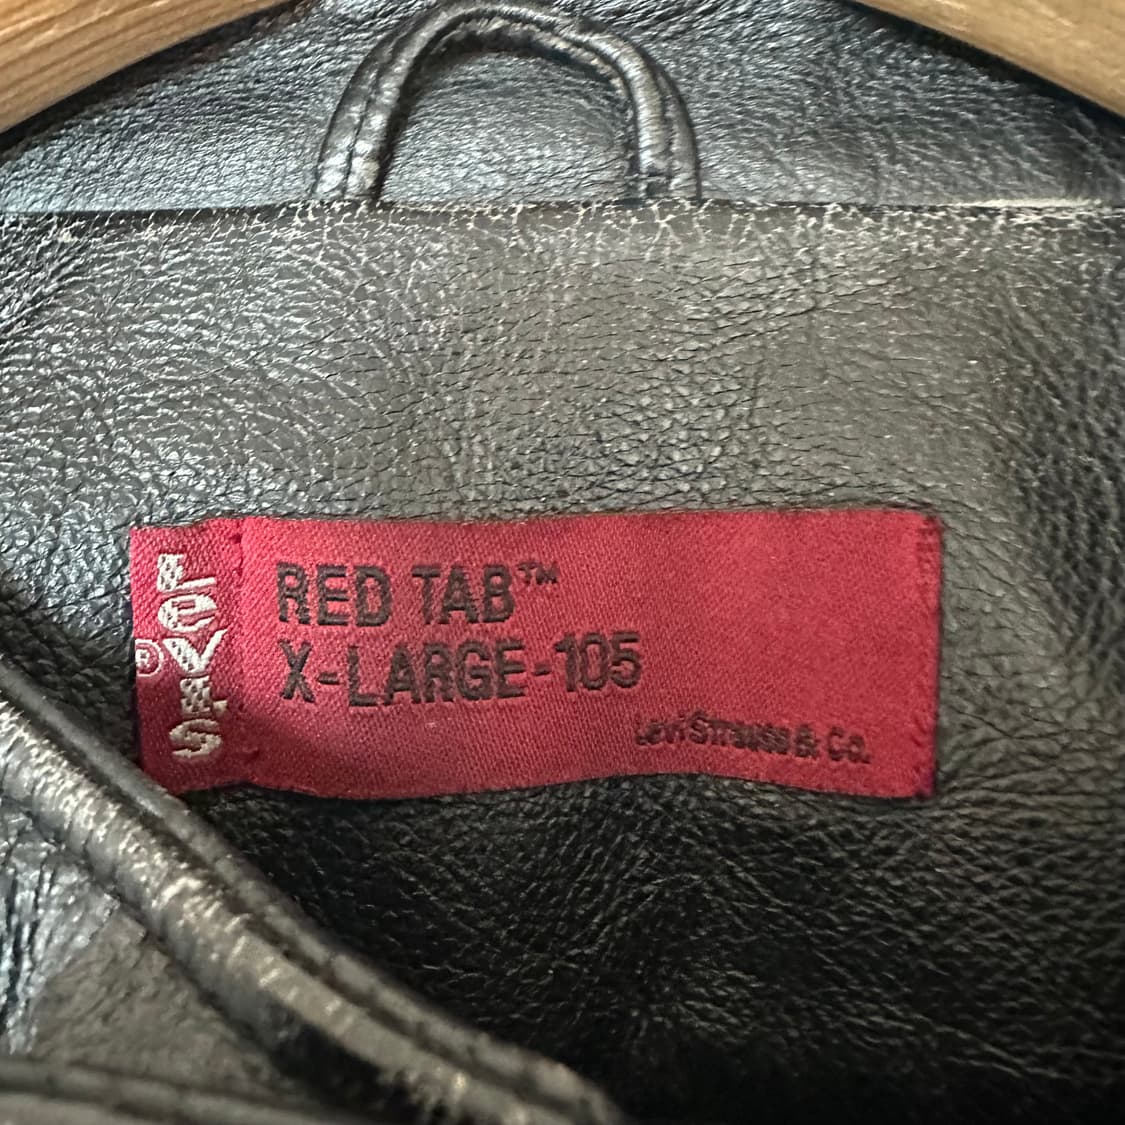 LEVI'S
®
RED TAB™
X-LARGE-105
Levi Strauss & Co.